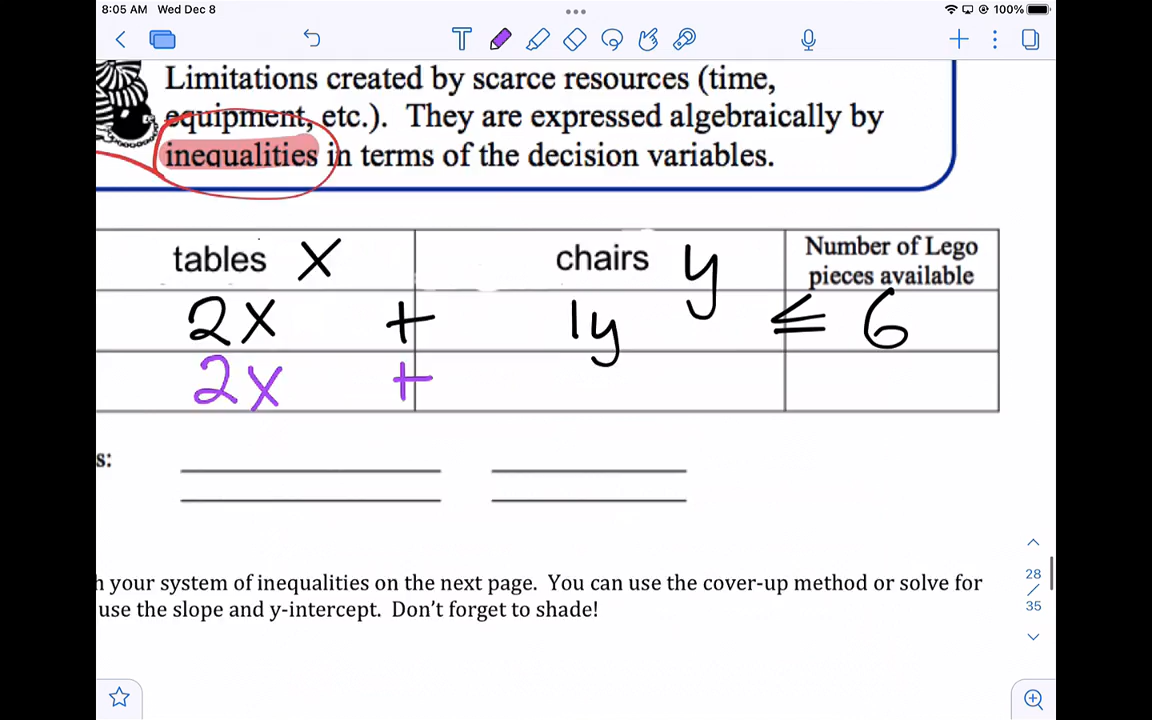 8:05 AM Wed Dec 8
100%
Limitations created by scarce resources (time,
equipment, etc.). They are expressed algebraically by
inequalities in terms of the decision variables.
tables x chairs y Number of Lego
pieces available
2x + 1y ≤ 6
2x +
s:
h your system of inequalities on the next page. You can use the cover-up method or solve for
use the slope and y-intercept. Don't forget to shade!
28
/
35